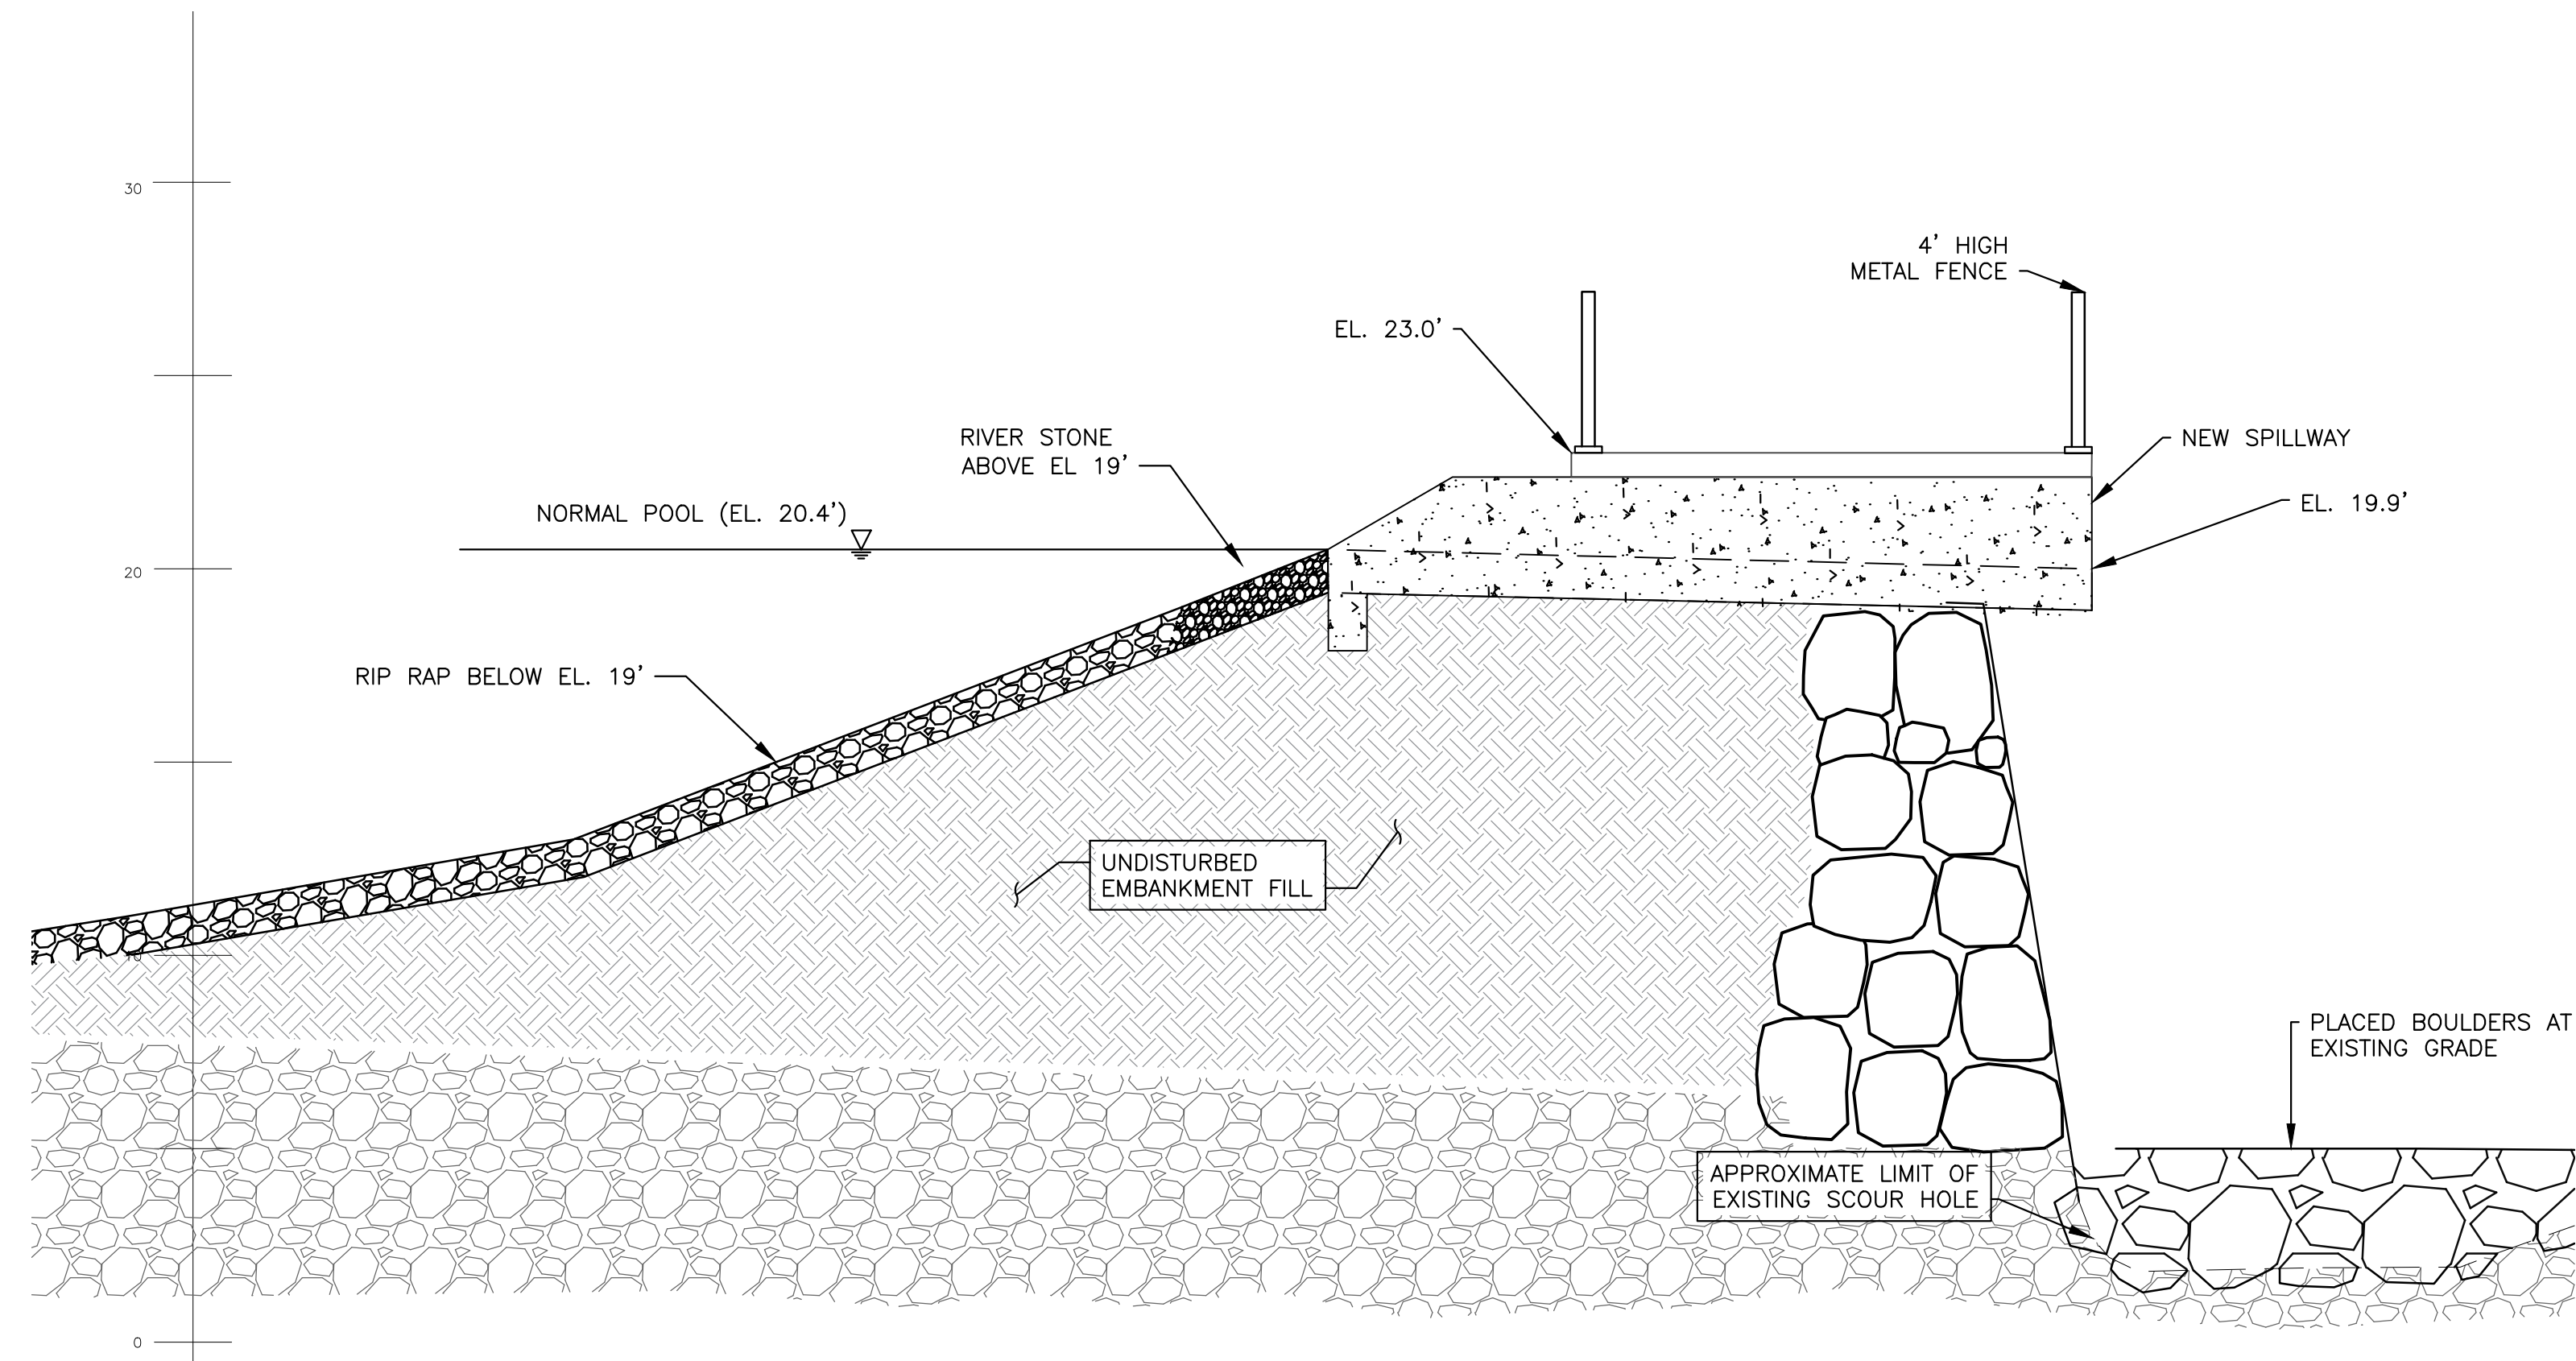 30
4' HIGH
METAL FENCE
EL. 23.0'
RIVER STONE
ABOVE EL 19'
NEW SPILLWAY
NORMAL POOL (EL. 20.4')
EL. 19.9'
20
RIP RAP BELOW EL. 19'
UNDISTURBED
EMBANKMENT FILL
10
PLACED BOULDERS AT
EXISTING GRADE
APPROXIMATE LIMIT OF
EXISTING SCOUR HOLE
0